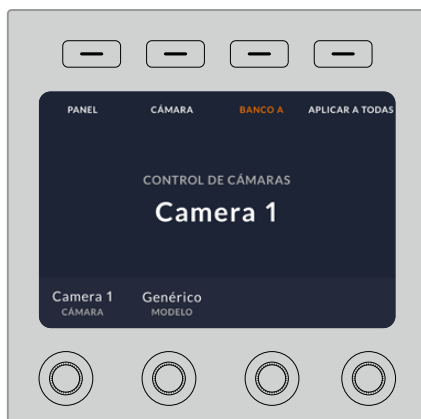 PANEL CÁMARA BANCO A APLICAR A TODAS
CONTROL DE CÁMARAS
Camera 1
Camera 1 Genérico
CÁMARA MODELO